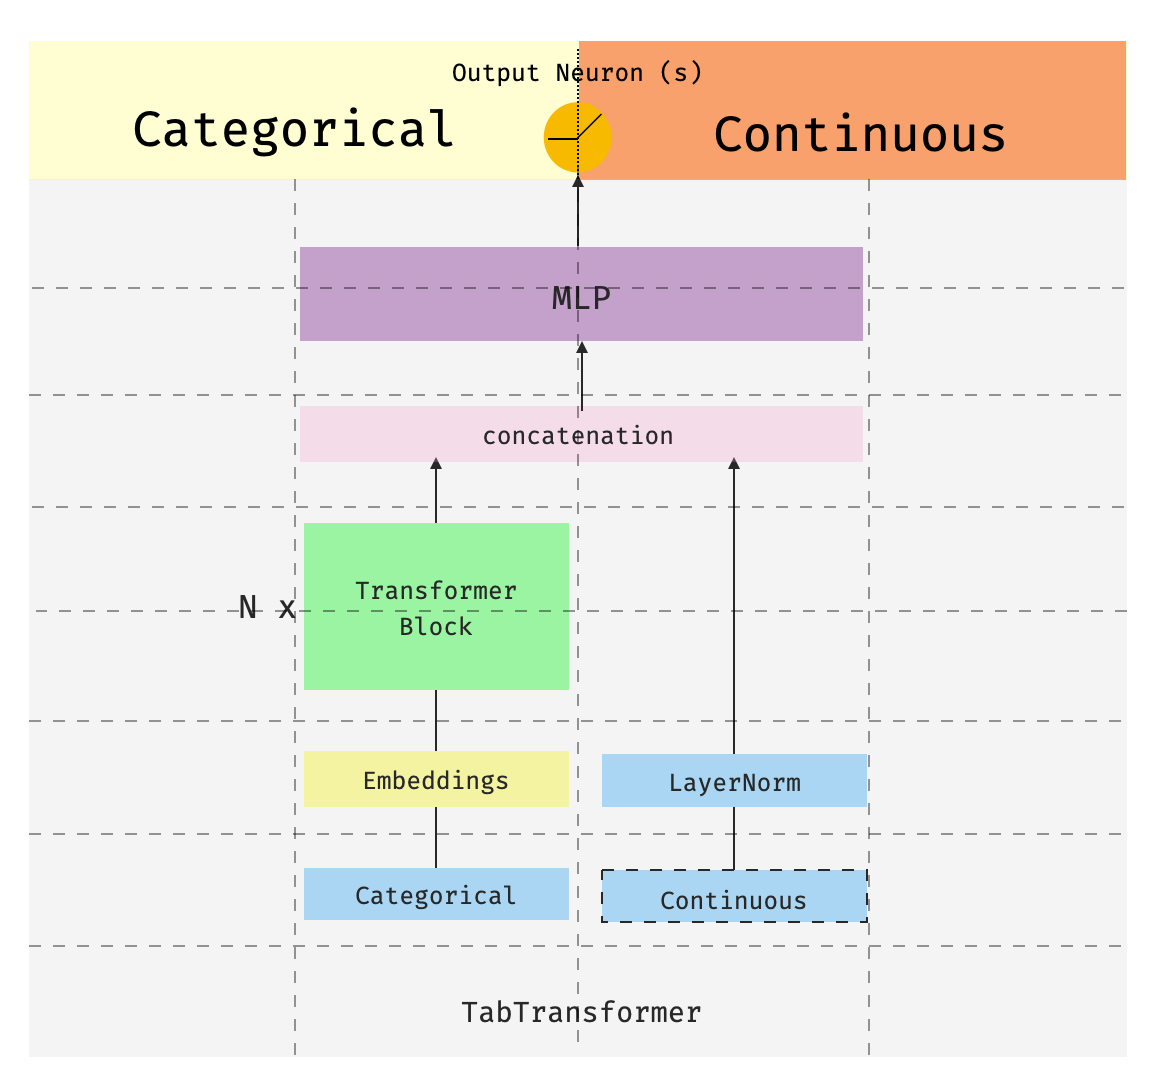 Output Neuron (s)
Categorical
Continuous
MLP
concatenation
N x
Transformer
Block
Embeddings
LayerNorm
Categorical
Continuous
TabTransformer